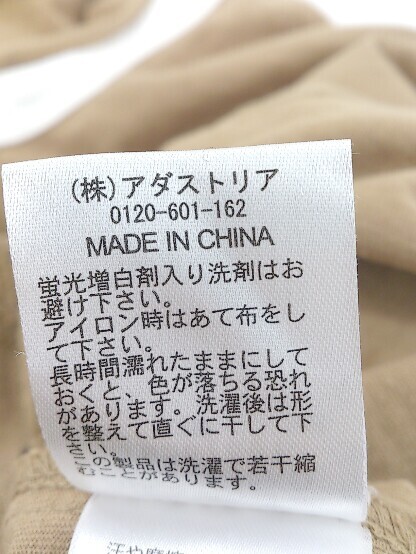 (株)アダストリア
0120-601-162
MADE IN CHINA
蛍光増白剤入り洗剤はお
避け下さい。
アイロン時はあて布をし
て下さい。
長時間濡れたままにして
おくと、色が落ちる恐れ
があります。洗濯後は形
を整えて直ぐに干して下
さい。
この製品は洗濯で若干縮
むことがあります。
汗や摩擦